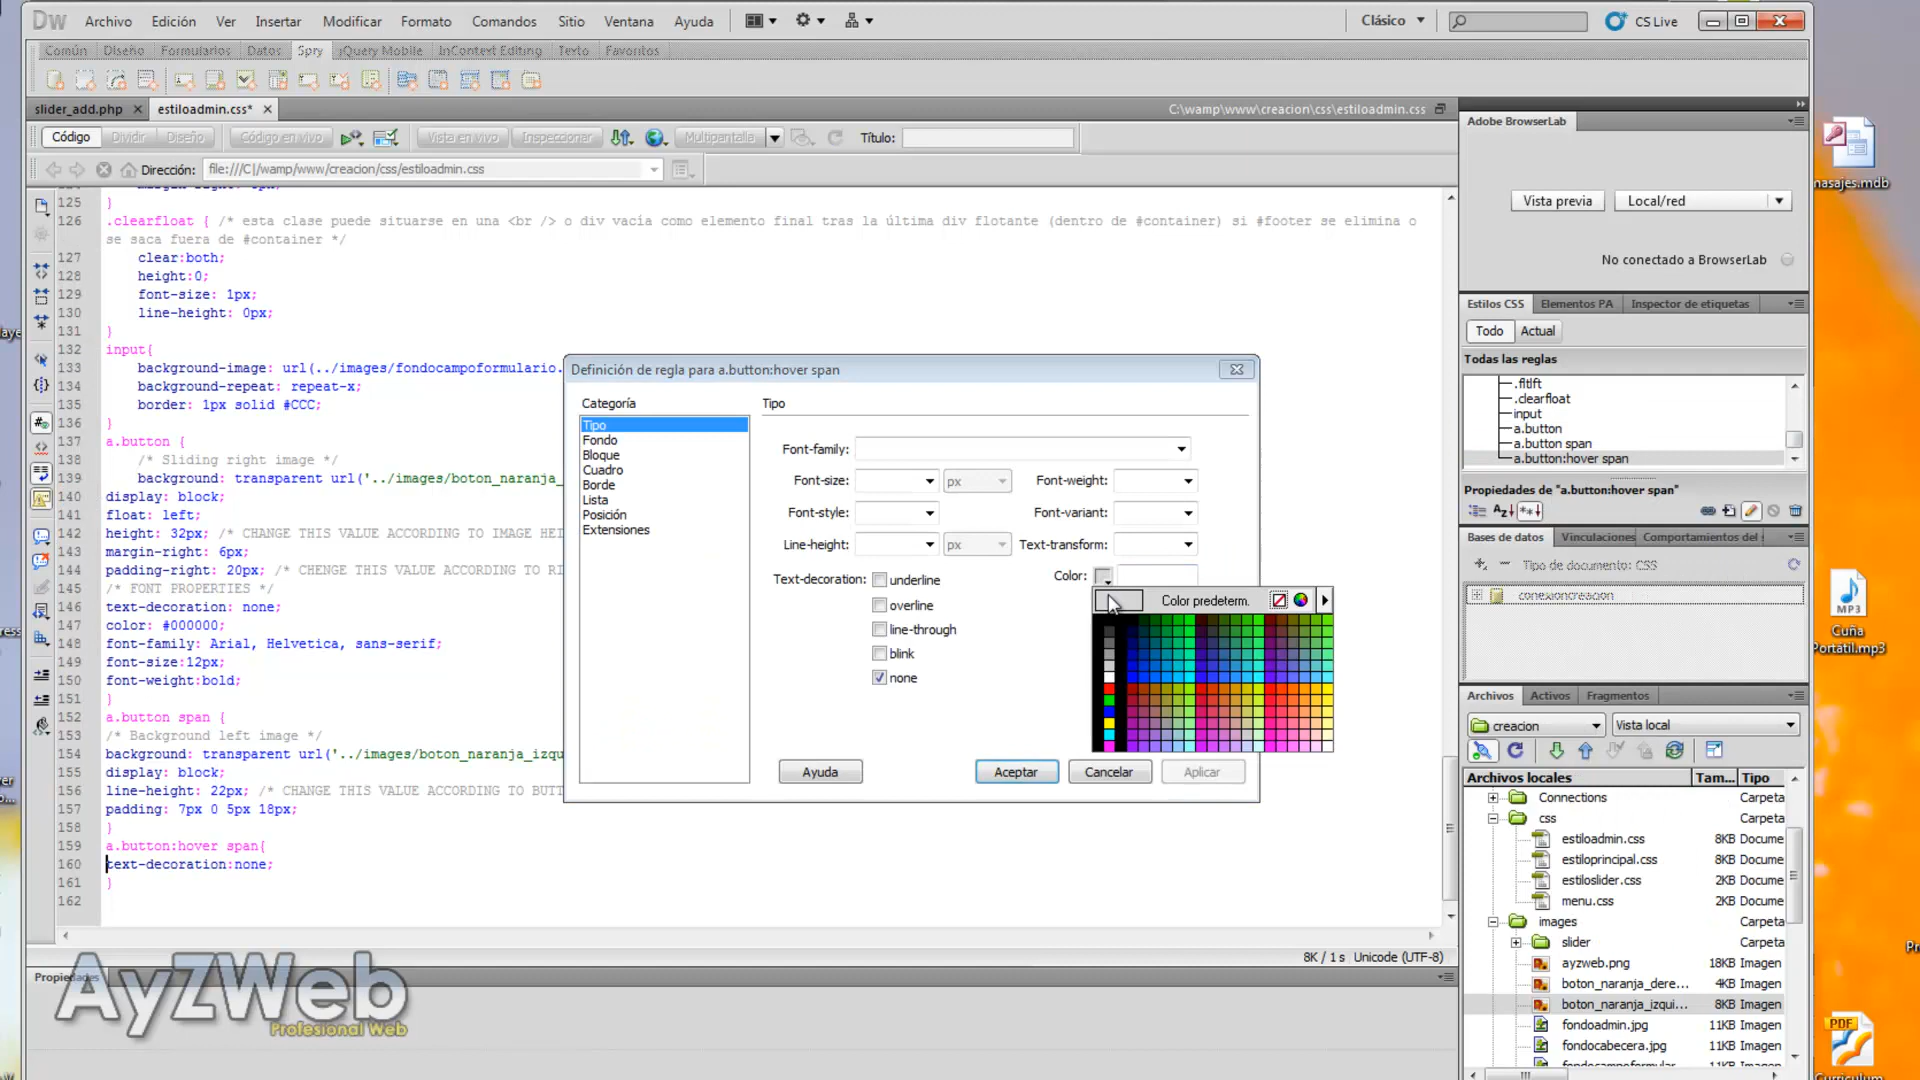 Dw Archivo Edición Ver Insertar Modificar Formato Comandos Sitio Ventana Ayuda
Clásico CS Live
Común Diseño Formularios Datos Spry jQuery Mobile InContext Editing Texto Favoritos
slider_add.php estiloadmin.css* C:\wamp\www\creacion\css\estiloadmin.css
Código Dividir Diseño Código en vivo Vista en vivo Inspeccionar Multipantalla Título:
Dirección: file:///C|/wamp/www/creacion/css/estiloadmin.css
125 }
126 .clearfloat { /* esta clase puede situarse en una <br /> o div vacía como elemento final tras la última div flotante (dentro de #container) si #footer se elimina o
se saca fuera de #container */
127 clear:both;
128 height:0;
129 font-size: 1px;
130 line-height: 0px;
131 }
132 input{
133 background-image: url(../images/fondocampoformulario.
134 background-repeat: repeat-x;
135 border: 1px solid #CCC;
136 }
137 a.button {
138 /* Sliding right image */
139 background: transparent url('../images/boton_naranja_
140 display: block;
141 float: left;
142 height: 32px; /* CHANGE THIS VALUE ACCORDING TO IMAGE HEI
143 margin-right: 6px;
144 padding-right: 20px; /* CHENGE THIS VALUE ACCORDING TO RI
145 /* FONT PROPERTIES */
146 text-decoration: none;
147 color: #000000;
148 font-family: Arial, Helvetica, sans-serif;
149 font-size:12px;
150 font-weight:bold;
151 }
152 a.button span {
153 /* Background left image */
154 background: transparent url('../images/boton_naranja_izqu
155 display: block;
156 line-height: 22px; /* CHANGE THIS VALUE ACCORDING TO BUTT
157 padding: 7px 0 5px 18px;
158 }
159 a.button:hover span{
160 text-decoration:none;
161 }
162
8K / 1 s Unicode (UTF-8)
Propiedades
AyZWeb
Profesional Web
Definición de regla para a.button:hover span
Categoría
Tipo
Fondo
Bloque
Cuadro
Borde
Lista
Posición
Extensiones
Tipo
Font-family:
Font-size: px Font-weight:
Font-style: Font-variant:
Line-height: px Text-transform:
Text-decoration: underline Color:
overline
line-through
blink
none
Color predeterm.
Ayuda Aceptar Cancelar Aplicar
Adobe BrowserLab
Vista previa Local/red
No conectado a BrowserLab
Estilos CSS Elementos PA Inspector de etiquetas
Todo Actual
Todas las reglas
.fltlft
.clearfloat
input
a.button
a.button span
a.button:hover span
Propiedades de "a.button:hover span"
Bases de datos Vinculaciones Comportamientos del
Tipo de documento: CSS
conexioncreacion
Archivos Activos Fragmentos
creacion Vista local
Archivos locales Tam... Tipo
Connections Carpeta
css Carpeta
estiloadmin.css 8KB Docume
estiloprincipal.css 8KB Docume
estiloslider.css 2KB Docume
menu.css 2KB Docume
images Carpeta
slider Carpeta
ayzweb.png 18KB Imagen
boton_naranja_dere... 4KB Imagen
boton_naranja_izqui... 8KB Imagen
fondoadmin.jpg 11KB Imagen
fondocabecera.jpg 11KB Imagen
masajes.mdb
MP3
Cuña
Portátil.mp3
PDF
Curriculum